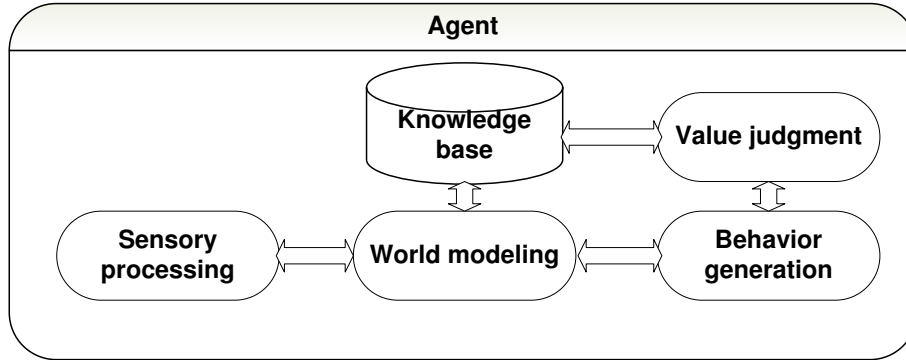 Agent
Knowledge
base
Value judgment
Sensory
processing
World modeling
Behavior
generation